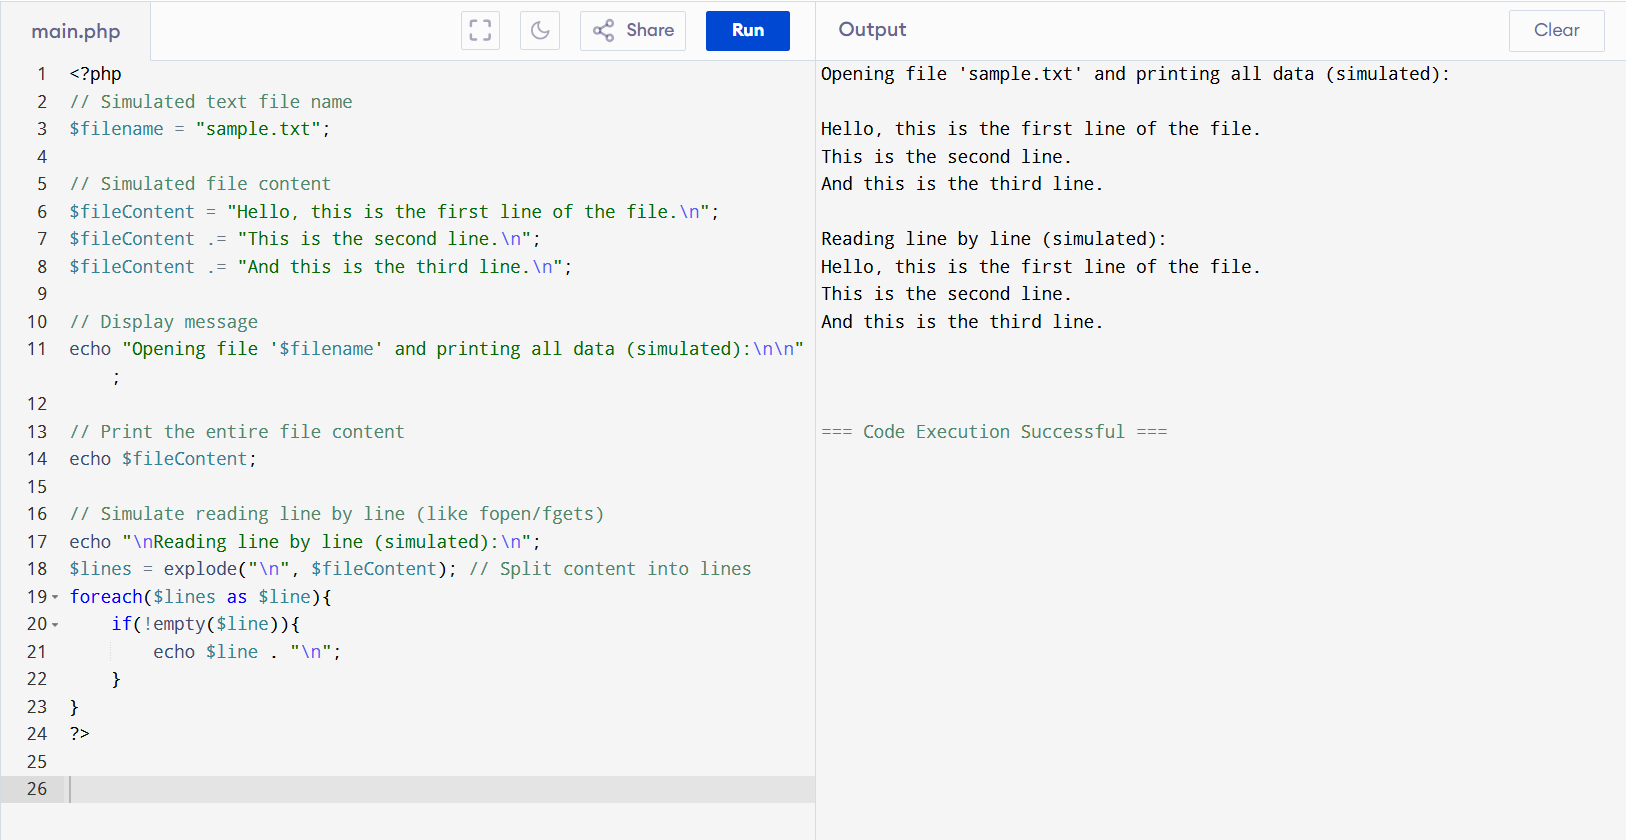 main.php
Share
Run
Output
Clear
1 <?php
2 // Simulated text file name
3 $filename = "sample.txt";
4
5 // Simulated file content
6 $fileContent = "Hello, this is the first line of the file.\n";
7 $fileContent .= "This is the second line.\n";
8 $fileContent .= "And this is the third line.\n";
9
10 // Display message
11 echo "Opening file '$filename' and printing all data (simulated):\n\n"
;
12
13 // Print the entire file content
14 echo $fileContent;
15
16 // Simulate reading line by line (like fopen/fgets)
17 echo "\nReading line by line (simulated):\n";
18 $lines = explode("\n", $fileContent); // Split content into lines
19 foreach($lines as $line){
20     if(!empty($line)){
21         echo $line . "\n";
22     }
23 }
24 ?>
25
26
Opening file 'sample.txt' and printing all data (simulated):

Hello, this is the first line of the file.
This is the second line.
And this is the third line.

Reading line by line (simulated):
Hello, this is the first line of the file.
This is the second line.
And this is the third line.

=== Code Execution Successful ===